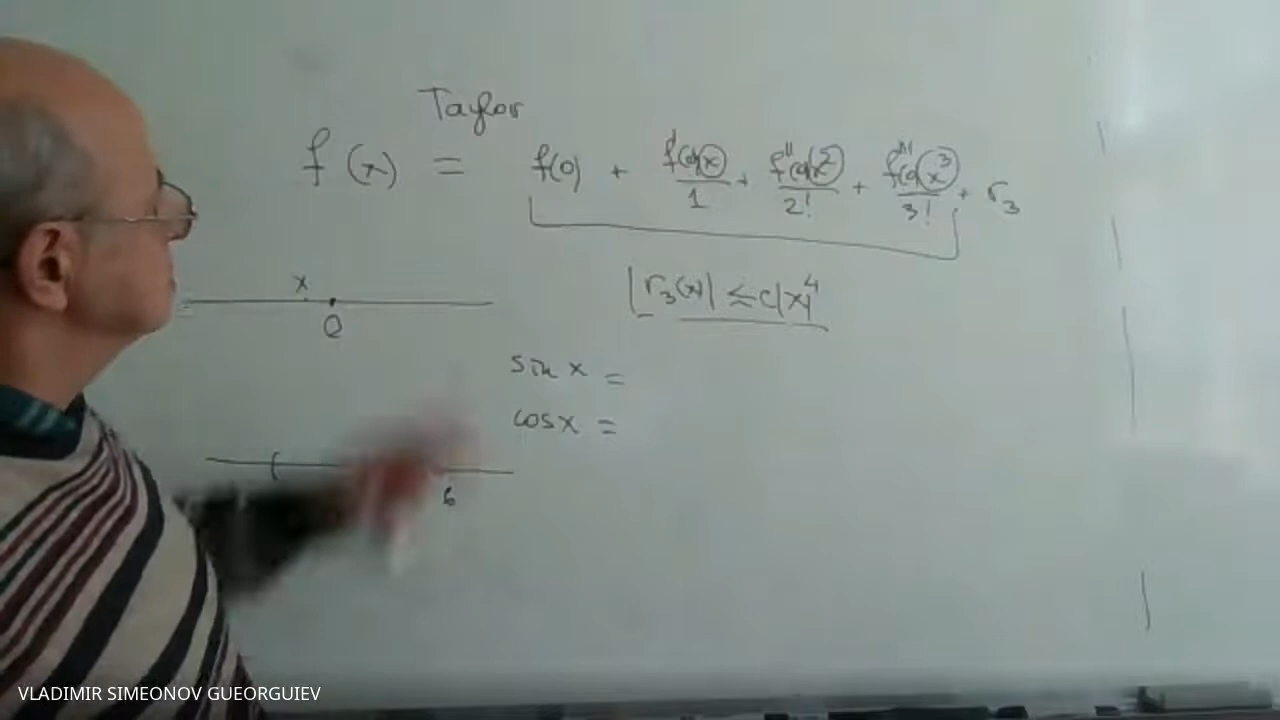 Taylor
f(x) = f(0) + f'(0)x/1 + f''(0)x²/2! + f'''(0)x³/3! + r₃
x
0
|r₃(x)| ≤ c|x|⁴
sin x =
cos x =
(
b
VLADIMIR SIMEONOV GUEORGUIEV